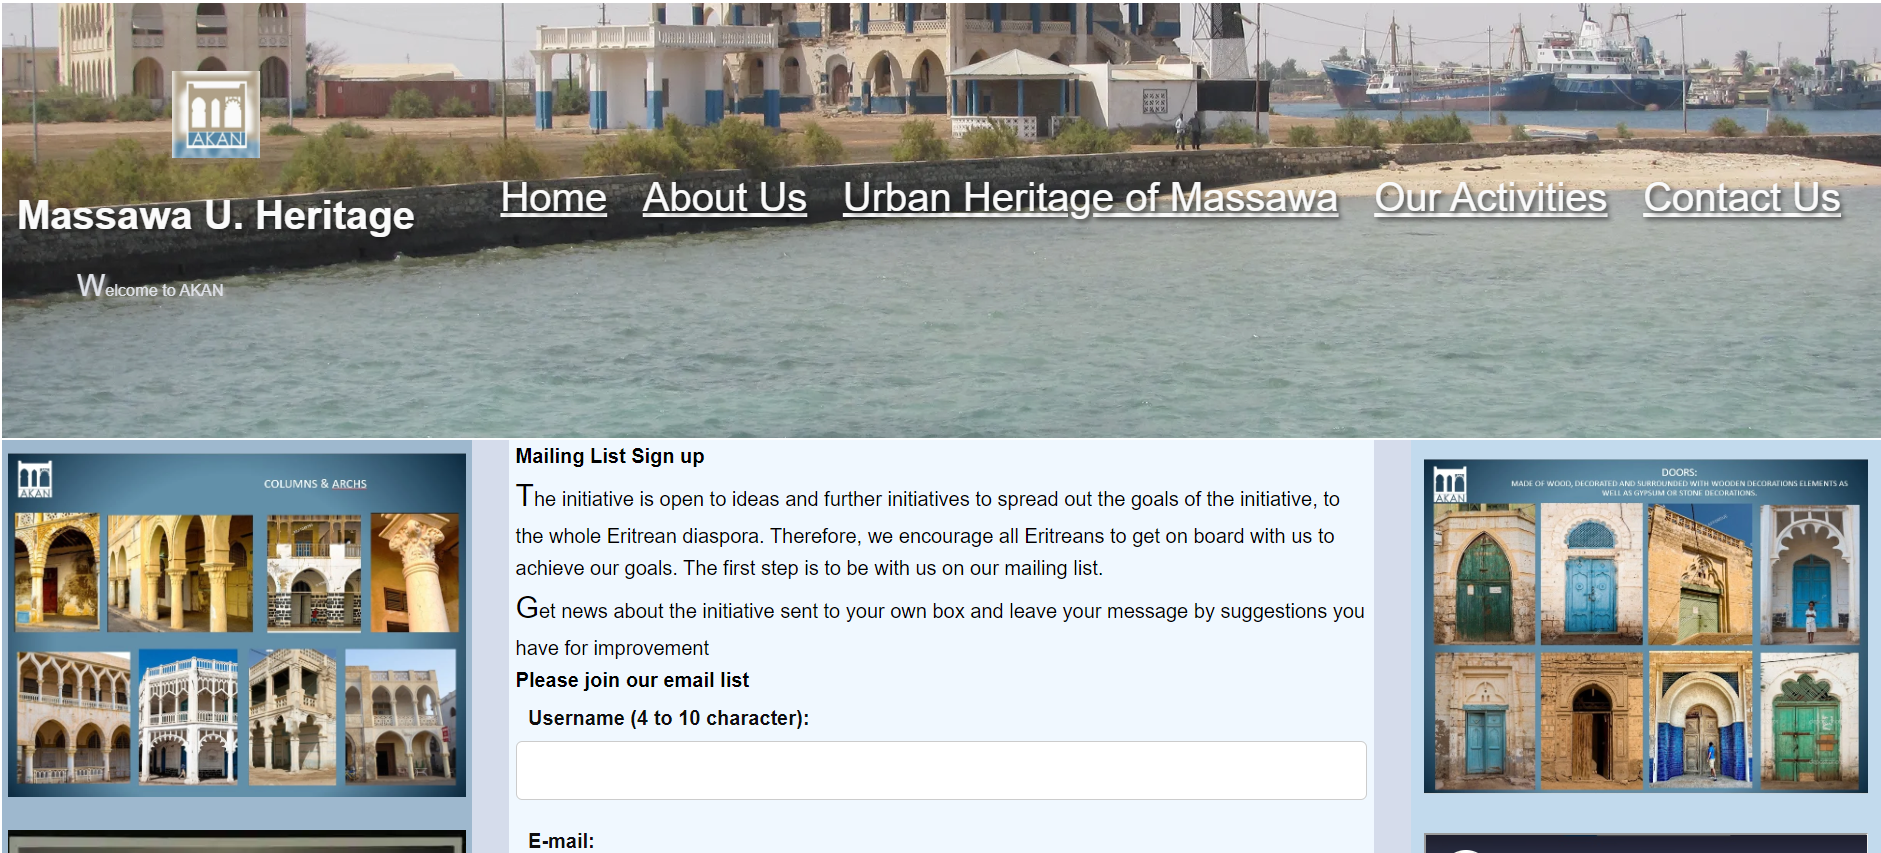 AKAN
Massawa U. Heritage
Home About Us Urban Heritage of Massawa Our Activities Contact Us
Welcome to AKAN
AKAN
COLUMNS & ARCHS
Mailing List Sign up
The initiative is open to ideas and further initiatives to spread out the goals of the initiative, to
the whole Eritrean diaspora. Therefore, we encourage all Eritreans to get on board with us to
achieve our goals. The first step is to be with us on our mailing list.
Get news about the initiative sent to your own box and leave your message by suggestions you
have for improvement
Please join our email list
Username (4 to 10 character):
E-mail:
AKAN
DOORS:
MADE OF WOOD, DECORATED AND SURROUNDED WITH WOODEN DECORATIONS ELEMENTS AS
WELL AS GYPSUM OR STONE DECORATIONS.